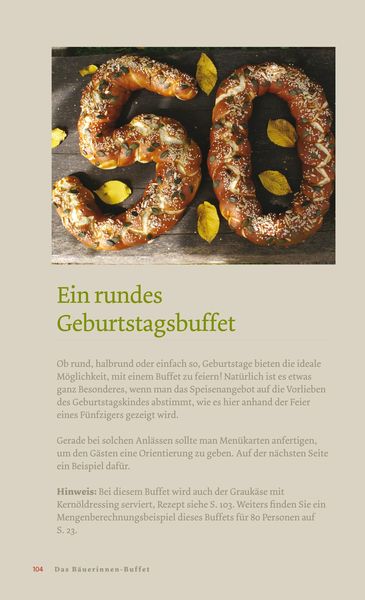 Ein rundes
Geburtstagsbuffet
Ob rund, halbrund oder einfach so, Geburtstage bieten die ideale
Möglichkeit, mit einem Buffet zu feiern! Natürlich ist es etwas
ganz Besonderes, wenn man das Speisenangebot auf die Vorlieben
des Geburtstagskindes abstimmt, wie es hier anhand der Feier
eines Fünfzigers gezeigt wird.
Gerade bei solchen Anlässen sollte man Menükarten anfertigen,
um den Gästen eine Orientierung zu geben. Auf der nächsten Seite
ein Beispiel dafür.
Hinweis: Bei diesem Buffet wird auch der Graukäse mit
Kernöldressing serviert, Rezept siehe S. 103. Weiters finden Sie ein
Mengenberechnungsbeispiel dieses Buffets für 80 Personen auf
S. 23.
104 Das Bäuerinnen-Buffet